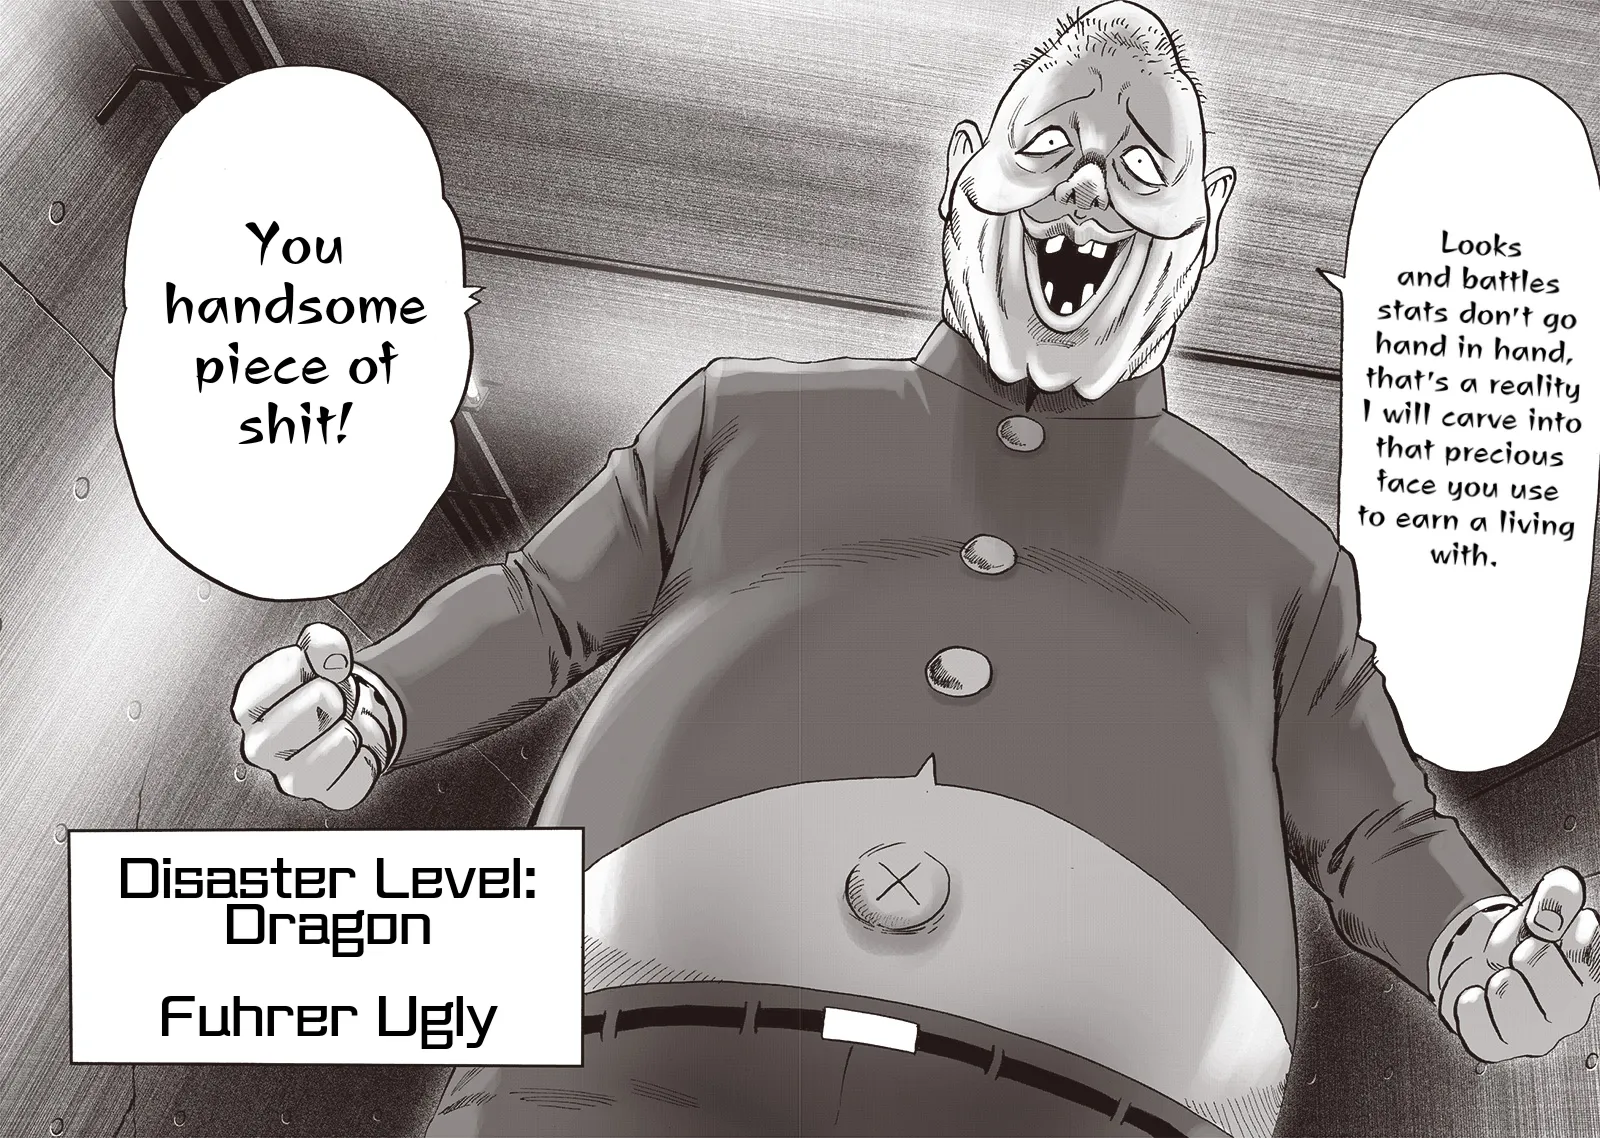 Looks
and battles
stats don't go
hand in hand,
that's a reality
I will carve into
that precious
face you use
to earn a living
with.
You
handsome
piece of
shit!
Disaster Level:
Dragon
Fuhrer Ugly